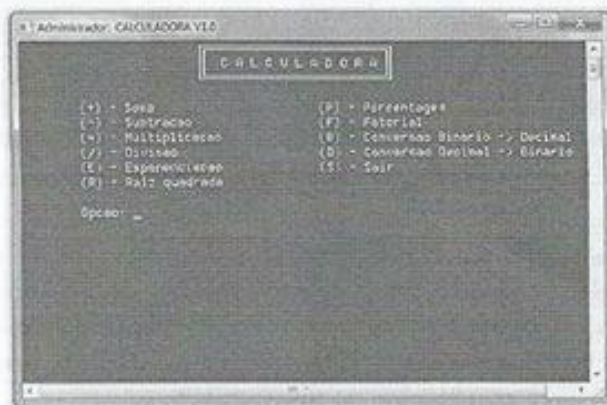 Administrador: CALCULADORA V1.0
CALCULADORA
(+) - Soma
(-) - Subtracao
(*) - Multiplicacao
(/) - Divisao
(E) - Exponenciacao
(R) - Raiz quadrada
(P) - Porcentagem
(F) - Fatorial
(B) - Conversao Binario -> Decimal
(D) - Conversao Decimal -> Binario
(S) - Sair
Opcao: _